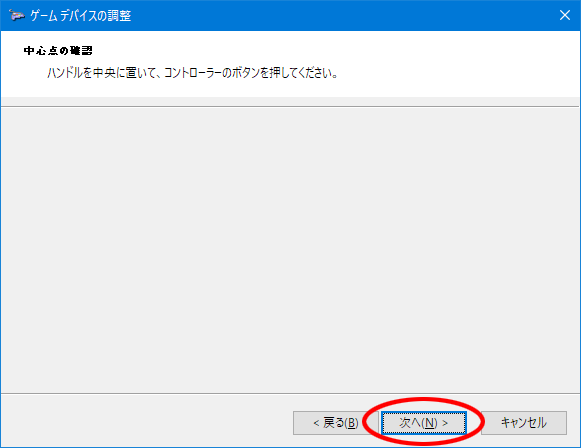 ゲーム デバイスの調整
中心点の確認
ハンドルを中央に置いて、コントローラーのボタンを押してください。
< 戻る(B)
次へ(N) >
キャンセル